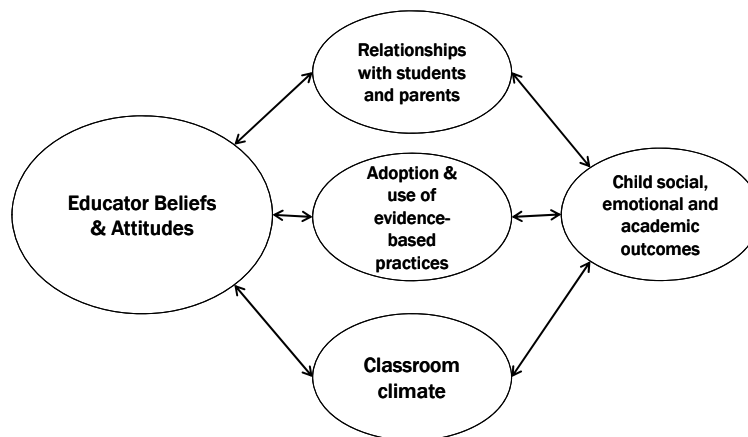 Relationships
with students
and parents
Educator Beliefs
& Attitudes
Adoption &
use of
evidence-
based
practices
Child social,
emotional and
academic
outcomes
Classroom
climate